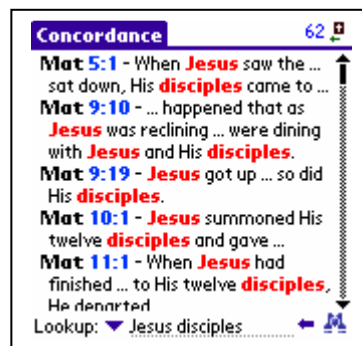 Concordance 62
Mat 5:1 - When Jesus saw the ...
sat down, His disciples came to ...
Mat 9:10 - ... happened that as
Jesus was reclining ... were dining
with Jesus and His disciples.
Mat 9:19 - Jesus got up ... so did
His disciples.
Mat 10:1 - Jesus summoned His
twelve disciples and gave ...
Mat 11:1 - When Jesus had
finished ... to His twelve disciples,
He departed
Lookup: Jesus disciples